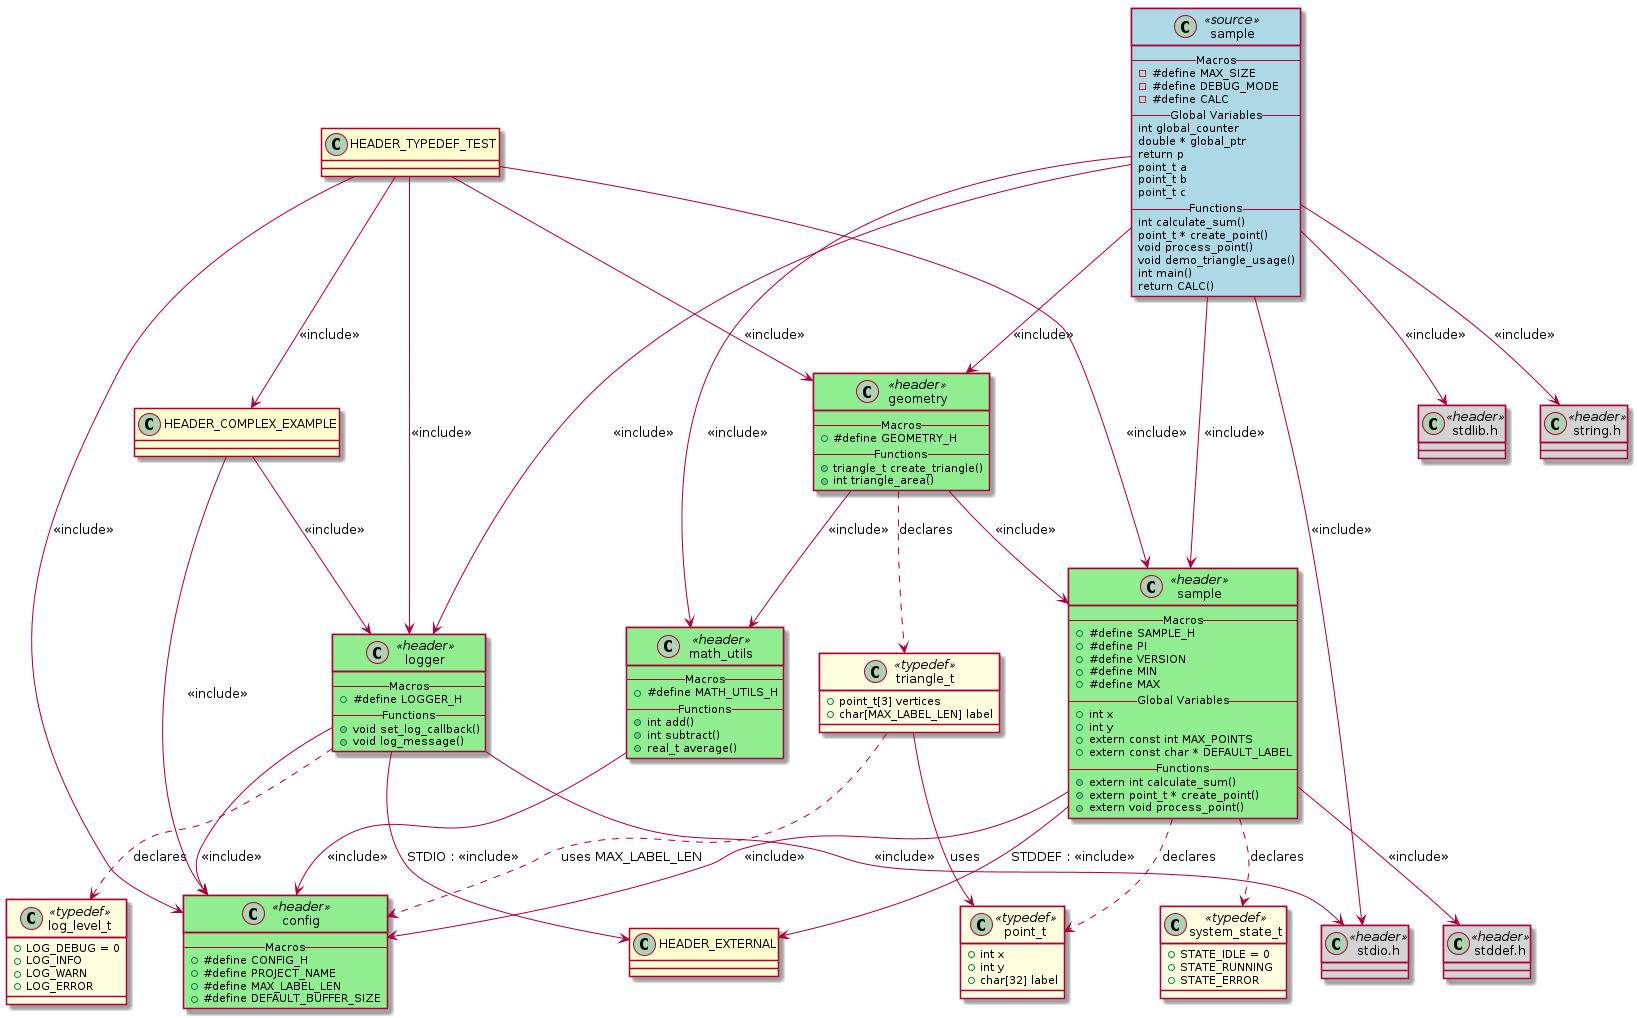 «source»
sample
Macros
#define MAX_SIZE
#define DEBUG_MODE
#define CALC
Global Variables
int global_counter
double * global_ptr
return p
point_t a
point_t b
point_t c
Functions
int calculate_sum()
point_t * create_point()
void process_point()
void demo_triangle_usage()
int main()
return CALC()
C
HEADER_TYPEDEF_TEST
C
«include»
«include»
«include»
«include»
«include»
«header»
geometry
Macros
#define GEOMETRY_H
Functions
triangle_t create_triangle()
int triangle_area()
C
HEADER_COMPLEX_EXAMPLE
C
«header»
stdlib.h
C
«header»
string.h
C
«include»
«include»
«include»
«include»
«include»
«include»
«include»
«include»
declares
«include»
«include»
«header»
sample
Macros
#define SAMPLE_H
#define PI
#define VERSION
#define MIN
#define MAX
Global Variables
int x
int y
extern const int MAX_POINTS
extern const char * DEFAULT_LABEL
Functions
extern int calculate_sum()
extern point_t * create_point()
extern void process_point()
C
«header»
logger
Macros
#define LOGGER_H
Functions
void set_log_callback()
void log_message()
C
«header»
math_utils
Macros
#define MATH_UTILS_H
Functions
int add()
int subtract()
real_t average()
C
«typedef»
triangle_t
point_t[3] vertices
char[MAX_LABEL_LEN] label
C
«include»
declares
«include»
«include»
STDIO : «include»
uses MAX_LABEL_LEN
«include»
«include»
uses
STDDEF : «include»
declares
declares
«include»
«typedef»
log_level_t
LOG_DEBUG = 0
LOG_INFO
LOG_WARN
LOG_ERROR
C
«header»
config
Macros
#define CONFIG_H
#define PROJECT_NAME
#define MAX_LABEL_LEN
#define DEFAULT_BUFFER_SIZE
C
HEADER_EXTERNAL
C
«typedef»
point_t
int x
int y
char[32] label
C
«typedef»
system_state_t
STATE_IDLE = 0
STATE_RUNNING
STATE_ERROR
C
«header»
stdio.h
C
«header»
stddef.h
C